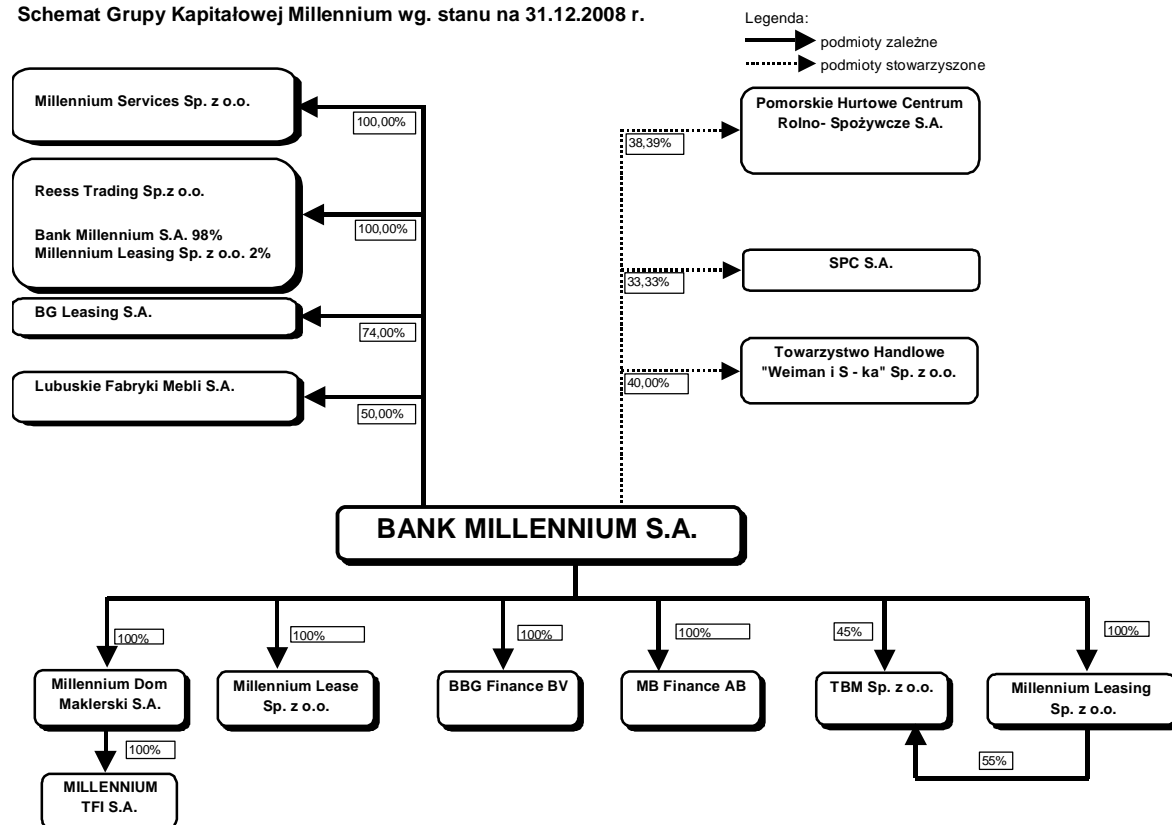 Schemat Grupy Kapitałowej Millennium wg. stanu na 31.12.2008 r.
Legenda:
podmioty zależne
podmioty stowarzyszone
Millennium Services Sp. z o.o.
100,00%
Reess Trading Sp.z o.o.
Bank Millennium S.A. 98%
Millennium Leasing Sp. z o.o. 2%
100,00%
BG Leasing S.A.
74,00%
Lubuskie Fabryki Mebli S.A.
50,00%
Pomorskie Hurtowe Centrum
Rolno- Spożywcze S.A.
38,39%
SPC S.A.
33,33%
Towarzystwo Handlowe
"Weiman i S - ka" Sp. z o.o.
40,00%
BANK MILLENNIUM S.A.
100%
100%
100%
100%
45%
100%
Millennium Dom
Maklerski S.A.
Millennium Lease
Sp. z o.o.
BBG Finance BV
MB Finance AB
TBM Sp. z o.o.
Millennium Leasing
Sp. z o.o.
100%
55%
MILLENNIUM
TFI S.A.